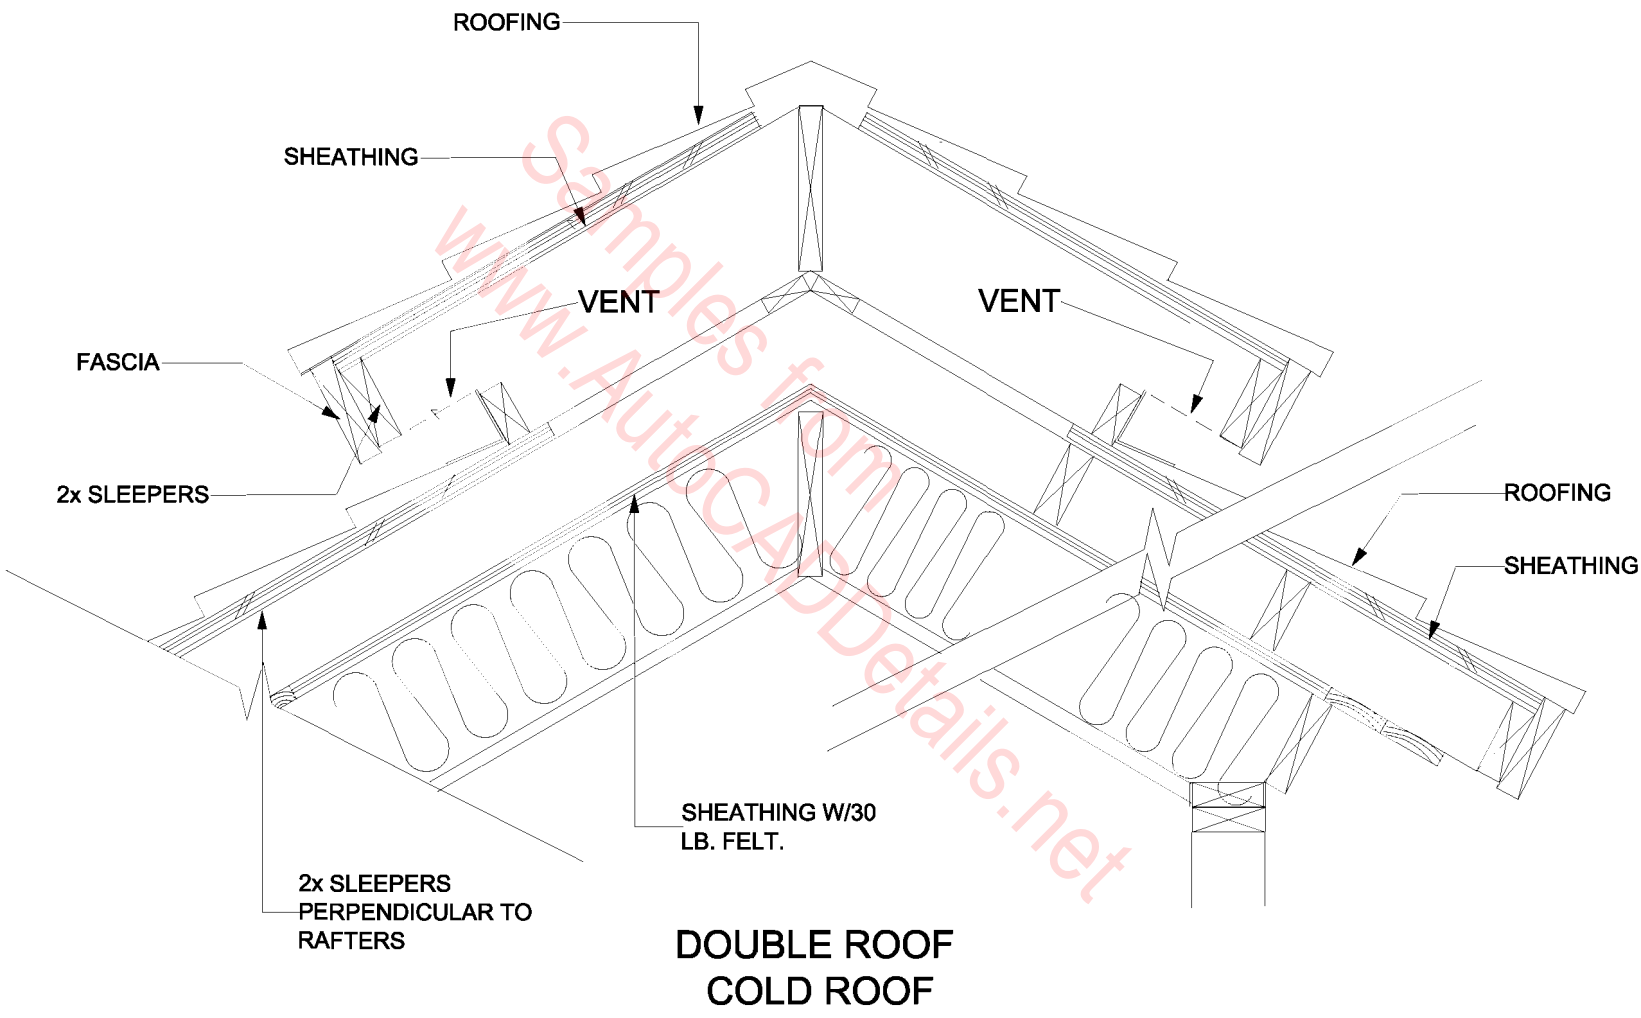 ROOFING
SHEATHING
VENT
VENT
FASCIA
2x SLEEPERS
ROOFING
SHEATHING
SHEATHING W/30
LB. FELT.
2x SLEEPERS
PERPENDICULAR TO
RAFTERS
DOUBLE ROOF
COLD ROOF
Samples from
www.AutoCADDetails.net